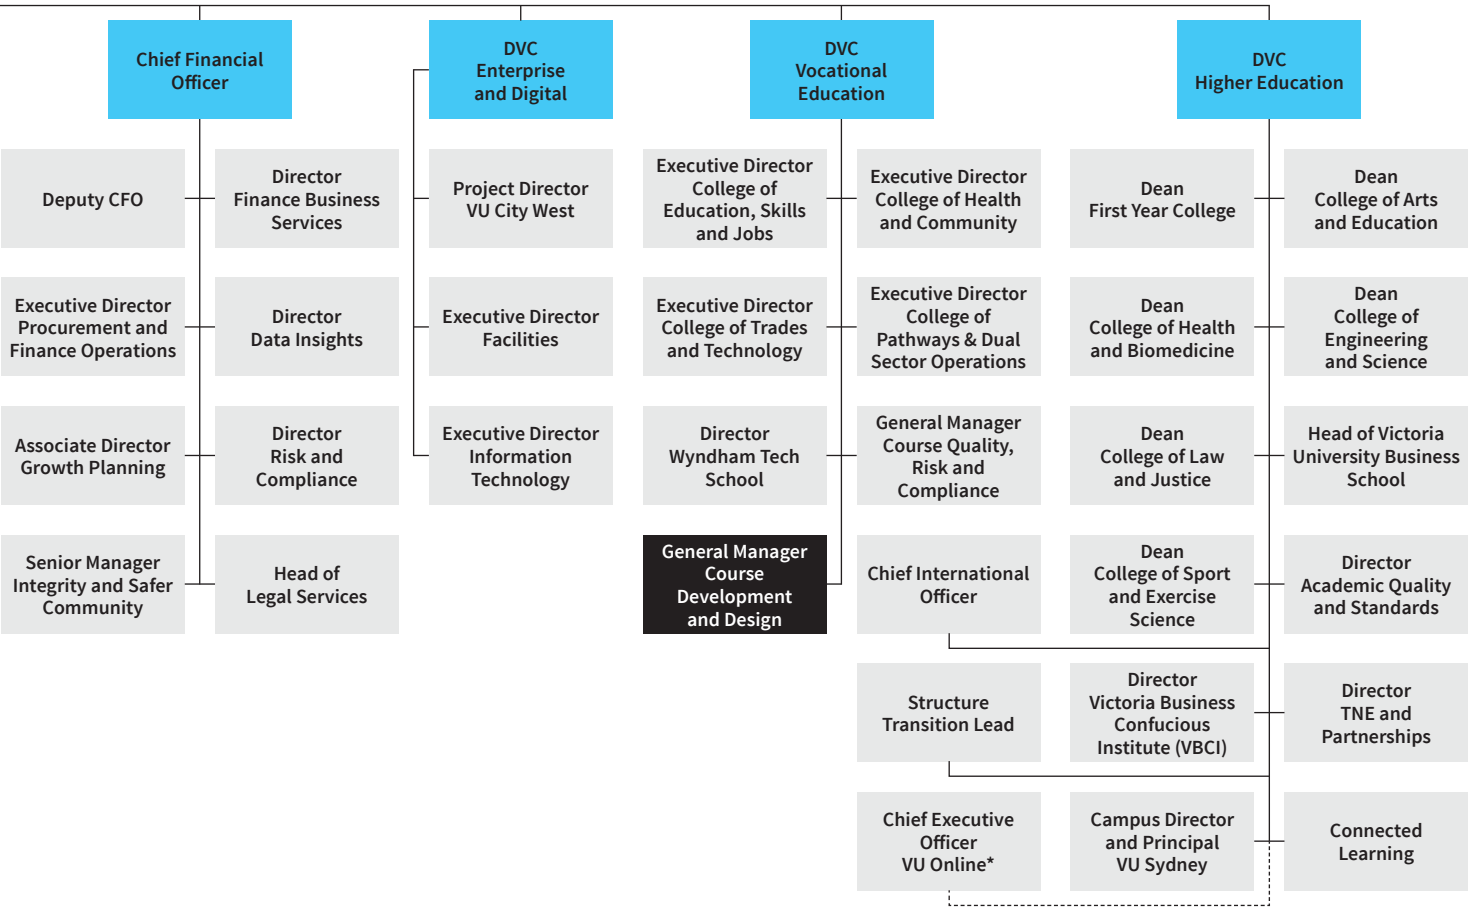 Chief Financial
Officer
DVC
Enterprise
and Digital
DVC
Vocational
Education
DVC
Higher Education
Deputy CFO
Director
Finance Business
Services
Executive Director
Procurement and
Finance Operations
Director
Data Insights
Associate Director
Growth Planning
Director
Risk and
Compliance
Senior Manager
Integrity and Safer
Community
Head of
Legal Services
Project Director
VU City West
Executive Director
Facilities
Executive Director
Information
Technology
Executive Director
College of
Education, Skills
and Jobs
Executive Director
College of Health
and Community
Executive Director
College of Trades
and Technology
Executive Director
College of
Pathways & Dual
Sector Operations
Director
Wyndham Tech
School
General Manager
Course Quality,
Risk and
Compliance
General Manager
Course
Development
and Design
Dean
First Year College
Dean
College of Arts
and Education
Dean
College of Health
and Biomedicine
Dean
College of
Engineering
and Science
Dean
College of Law
and Justice
Head of Victoria
University Business
School
Chief International
Officer
Dean
College of Sport
and Exercise
Science
Director
Academic Quality
and Standards
Structure
Transition Lead
Director
Victoria Business
Confucious
Institute (VBCI)
Director
TNE and
Partnerships
Chief Executive
Officer
VU Online*
Campus Director
and Principal
VU Sydney
Connected
Learning